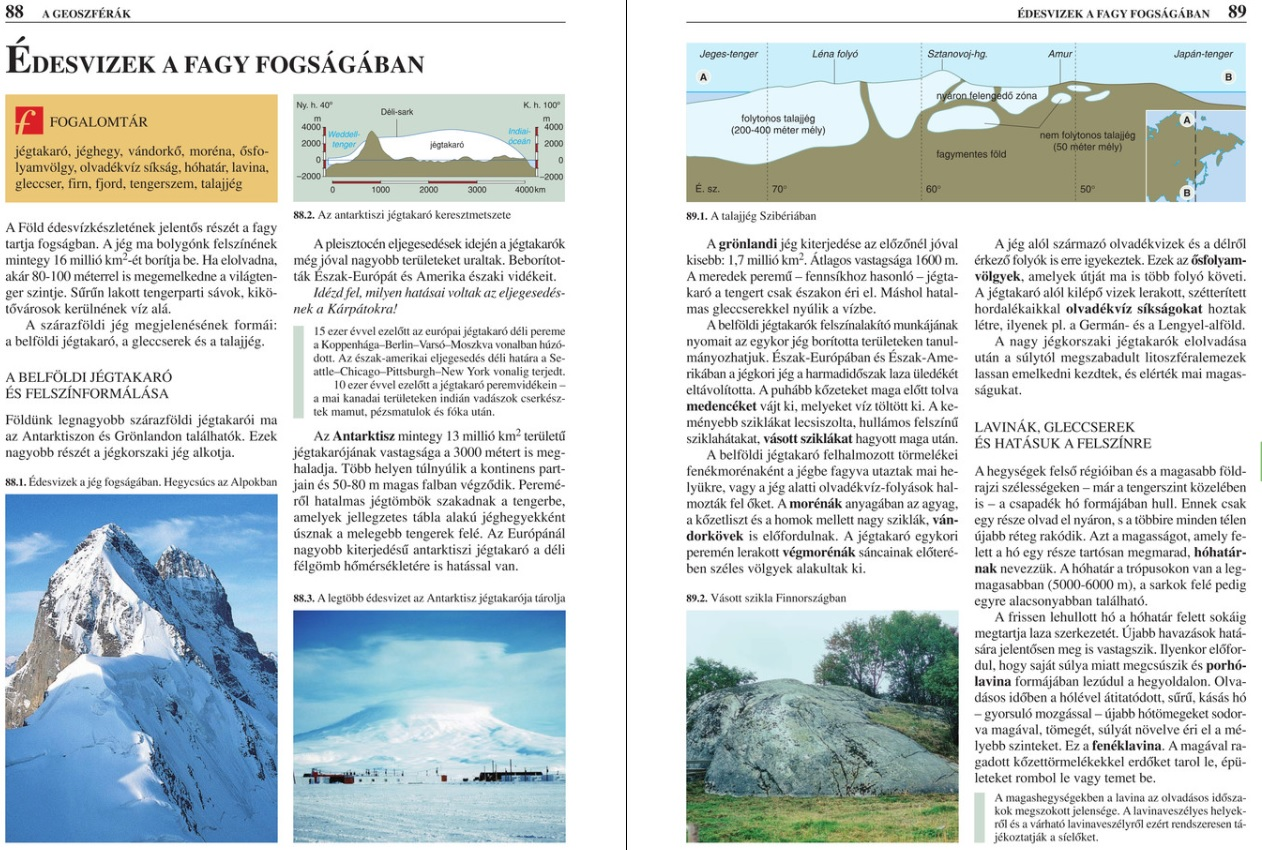 88 A GEOSZFÉRÁK
ÉDESVIZEK A FAGY FOGSÁGÁBAN
f FOGALOMTÁR
jégtakaró, jéghegy, vándorkő, moréna, ősfo-
lyamvölgy, olvadékvíz síkság, hóhatár, lavina,
gleccser, firn, fjord, tengerszem, talajjég
A Föld édesvízkészletének jelentős részét a fagy
tartja fogságban. A jég ma bolygónk felszínének
mintegy 16 millió km²-ét borítja be. Ha elolvadna,
akár 80-100 méterrel is megemelkedne a világten-
ger szintje. Sűrűn lakott tengerparti sávok, kikö-
tővárosok kerülnének víz alá.
A szárazföldi jég megjelenésének formái:
a belföldi jégtakaró, a gleccserek és a talajjég.
A BELFÖLDI JÉGTAKARÓ
ÉS FELSZÍNFORMÁLÁSA
Földünk legnagyobb szárazföldi jégtakarói ma
az Antarktiszon és Grönlandon találhatók. Ezek
nagyobb részét a jégkorszaki jég alkotja.
88.1. Édesvizek a jég fogságában. Hegycsúcs az Alpokban
Ny. h. 40° K. h. 100°
m Déli-sark m
4000 Weddell-tenger Indiai-óceán 4000
2000 jégtakaró 2000
0 0
–2000 –2000
0 1000 2000 3000 4000 km
88.2. Az antarktiszi jégtakaró keresztmetszete
A pleisztocén eljegesedések idején a jégtakarók
még jóval nagyobb területeket uraltak. Beborítot-
ták Észak-Európát és Amerika északi vidékeit.
Idézd fel, milyen hatásai voltak az eljegesedés-
nek a Kárpátokra!
15 ezer évvel ezelőtt az európai jégtakaró déli pereme
a Koppenhága–Berlin–Varsó–Moszkva vonalban húzó-
dott. Az észak-amerikai eljegesedés déli határa a Se-
attle–Chicago–Pittsburgh–New York vonalig terjedt.
10 ezer évvel ezelőtt a jégtakaró peremvidékein –
a mai kanadai területeken indián vadászok cserkész-
tek mamut, pézsmatulok és fóka után.
Az Antarktisz mintegy 13 millió km² területű
jégtakarójának vastagsága a 3000 métert is meg-
haladja. Több helyen túlnyúlik a kontinens part-
jain és 50-80 m magas falban végződik. Peremé-
ről hatalmas jégtömbök szakadnak a tengerbe,
amelyek jellegzetes tábla alakú jéghegyekként
úsznak a melegebb tengerek felé. Az Európánál
nagyobb kiterjedésű antarktiszi jégtakaró a déli
félgömb hőmérsékletére is hatással van.
88.3. A legtöbb édesvizet az Antarktisz jégtakarója tárolja
ÉDESVIZEK A FAGY FOGSÁGÁBAN 89
Jeges-tenger Léna folyó Sztanovoj-hg. Amur Japán-tenger
A B
nyáron felengedő zóna
folytonos talajjég
(200-400 méter mély)
nem folytonos talajjég
(50 méter mély)
fagymentes föld
A
B
É. sz. 70° 60° 50°
89.1. A talajjég Szibériában
A grönlandi jég kiterjedése az előzőnél jóval
kisebb: 1,7 millió km². Átlagos vastagsága 1600 m.
A meredek peremű – fennsíkhoz hasonló – jégta-
karó a tengert csak északon éri el. Máshol hatal-
mas gleccserekkel nyúlik a vízbe.
A belföldi jégtakarók felszínalakító munkájának
nyomait az egykor jég borította területeken tanul-
mányozhatjuk. Észak-Európában és Észak-Ame-
rikában a jégkori jég a harmadidőszak laza üledékét
eltávolította. A puhább kőzeteket maga előtt tolva
medencéket vájt ki, melyeket víz töltött ki. A ke-
ményebb sziklákat lecsiszolta, hullámos felszínű
sziklahátakat, vásott sziklákat hagyott maga után.
A belföldi jégtakaró felhalmozott törmelékei
fenékmorénaként a jégbe fagyva utaztak mai he-
lyükre, vagy a jég alatti olvadékvíz-folyások hal-
mozták fel őket. A morénák anyagában az agyag,
a kőzetliszt és a homok mellett nagy sziklák, ván-
dorkövek is előfordulnak. A jégtakaró egykori
peremén lerakott végmorénák sáncainak előteré-
ben széles völgyek alakultak ki.
89.2. Vásott szikla Finnországban
A jég alól származó olvadékvizek és a délről
érkező folyók is erre igyekeztek. Ezek az ősfolyam-
völgyek, amelyek útját ma is több folyó követi.
A jégtakaró alól kilépő vizek lerakott, szétterített
hordalékaikkal olvadékvíz síkságokat hoztak
létre, ilyenek pl. a Germán- és a Lengyel-alföld.
A nagy jégkorszaki jégtakarók elolvadása
után a súlytól megszabadult litoszféralemezek
lassan emelkedni kezdtek, és elérték mai magas-
ságukat.
LAVINÁK, GLECCSEREK
ÉS HATÁSUK A FELSZÍNRE
A hegységek felső régióiban és a magasabb föld-
rajzi szélességeken – már a tengerszint közelében
is – a csapadék hó formájában hull. Ennek csak
egy része olvad el nyáron, s a többire minden télen
újabb réteg rakódik. Azt a magasságot, amely fe-
lett a hó egy része tartósan megmarad, hóhatár-
nak nevezzük. A hóhatár a trópusokon van a leg-
magasabban (5000-6000 m), a sarkok felé pedig
egyre alacsonyabban található.
A frissen lehullott hó a hóhatár felett sokáig
megtartja laza szerkezetét. Újabb havazások hatá-
sára jelentősen meg is vastagszik. Ilyenkor előfor-
dul, hogy saját súlya miatt megcsúszik és porhó-
lavina formájában lezúdul a hegyoldalon. Olva-
dásos időben a hólével átitatódott, sűrű, kásás hó
– gyorsuló mozgással – újabb hótömegeket sodor-
va magával, tömegét, súlyát növelve éri el a mé-
lyebb szinteket. Ez a fenéklavina. A magával ra-
gadott kőzettörmelékekkel erdőket tarol le, épü-
leteket rombol le vagy temet be.
A magashegységekben a lavina az olvadásos idősza-
kok megszokott jelensége. A lavinaveszélyes helyek-
ről és a várható lavinaveszélyről ezért rendszeresen tá-
jékoztatják a síelőket.